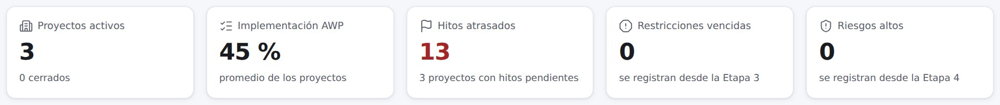 Proyectos activos
3
0 cerrados
Implementación AWP
45 %
promedio de los proyectos
Hitos atrasados
13
3 proyectos con hitos pendientes
Restricciones vencidas
0
se registran desde la Etapa 3
Riesgos altos
0
se registran desde la Etapa 4